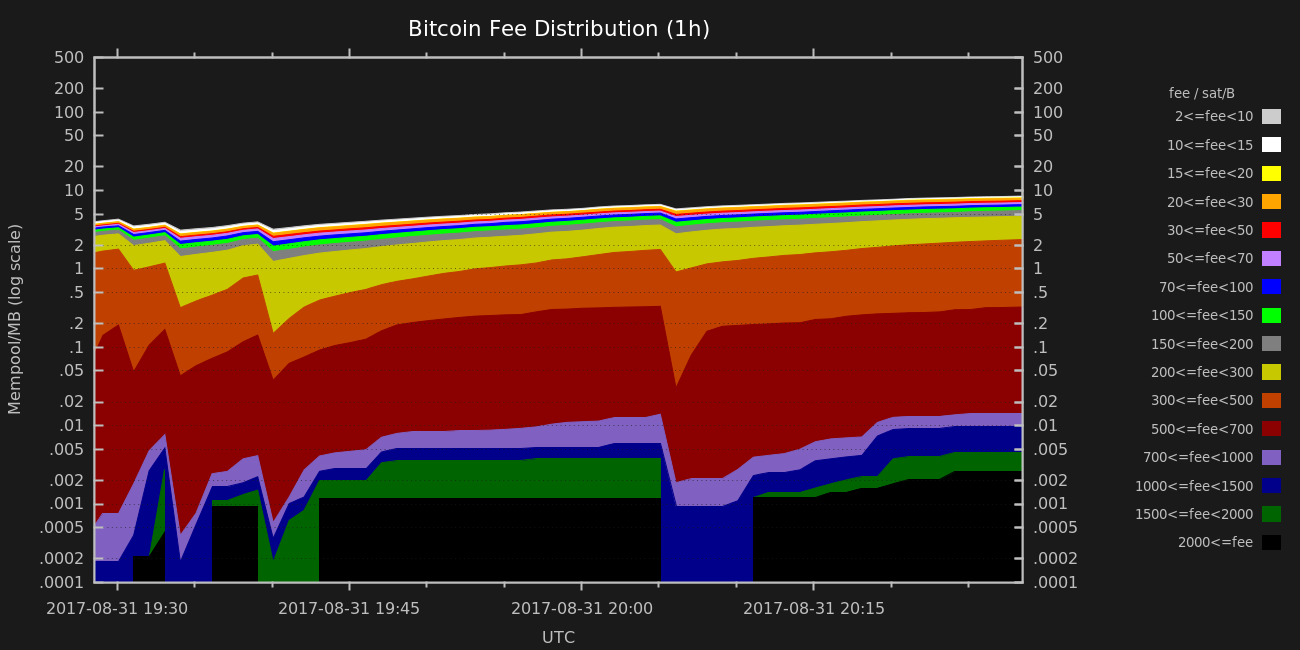 Bitcoin Fee Distribution (1h)
Mempool/MB (log scale)
500
200
100
50
20
10
5
2
1
.5
.2
.1
.05
.02
.01
.005
.002
.001
.0005
.0002
.0001
500
200
100
50
20
10
5
2
1
.5
.2
.1
.05
.02
.01
.005
.002
.001
.0005
.0002
.0001
2017-08-31 19:30
2017-08-31 19:45
2017-08-31 20:00
2017-08-31 20:15
UTC
fee / sat/B
2<=fee<10
10<=fee<15
15<=fee<20
20<=fee<30
30<=fee<50
50<=fee<70
70<=fee<100
100<=fee<150
150<=fee<200
200<=fee<300
300<=fee<500
500<=fee<700
700<=fee<1000
1000<=fee<1500
1500<=fee<2000
2000<=fee